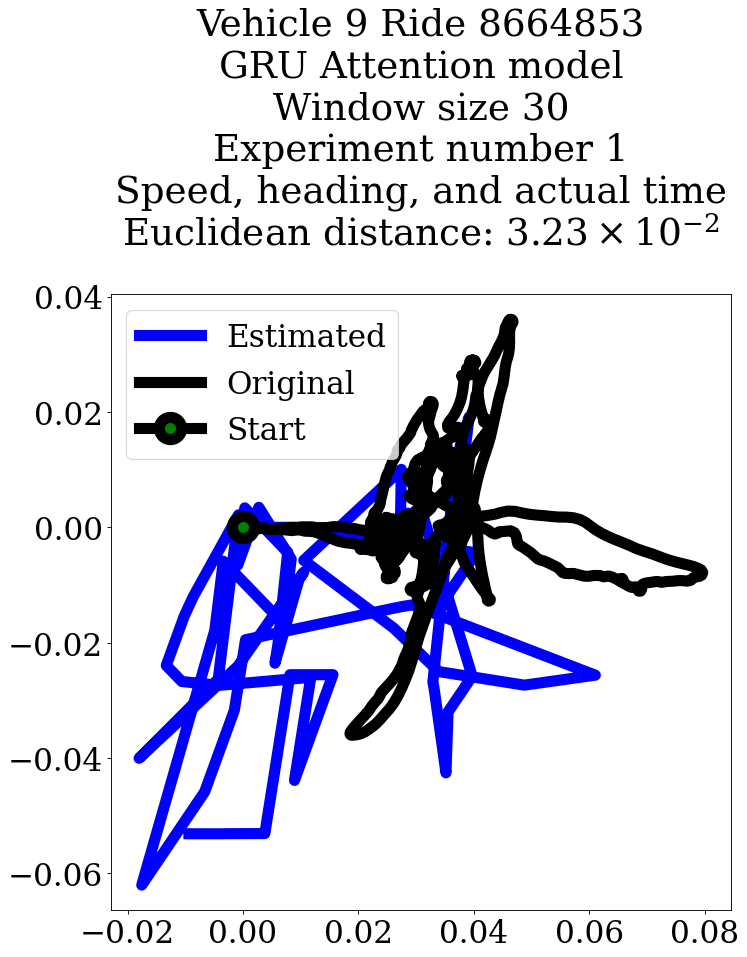 Vehicle 9 Ride 8664853
GRU Attention model
Window size 30
Experiment number 1
Speed, heading, and actual time
Euclidean distance: 3.23 × 10⁻²
Estimated
Original
Start
0.04
0.02
0.00
−0.02
−0.04
−0.06
−0.02 0.00 0.02 0.04 0.06 0.08